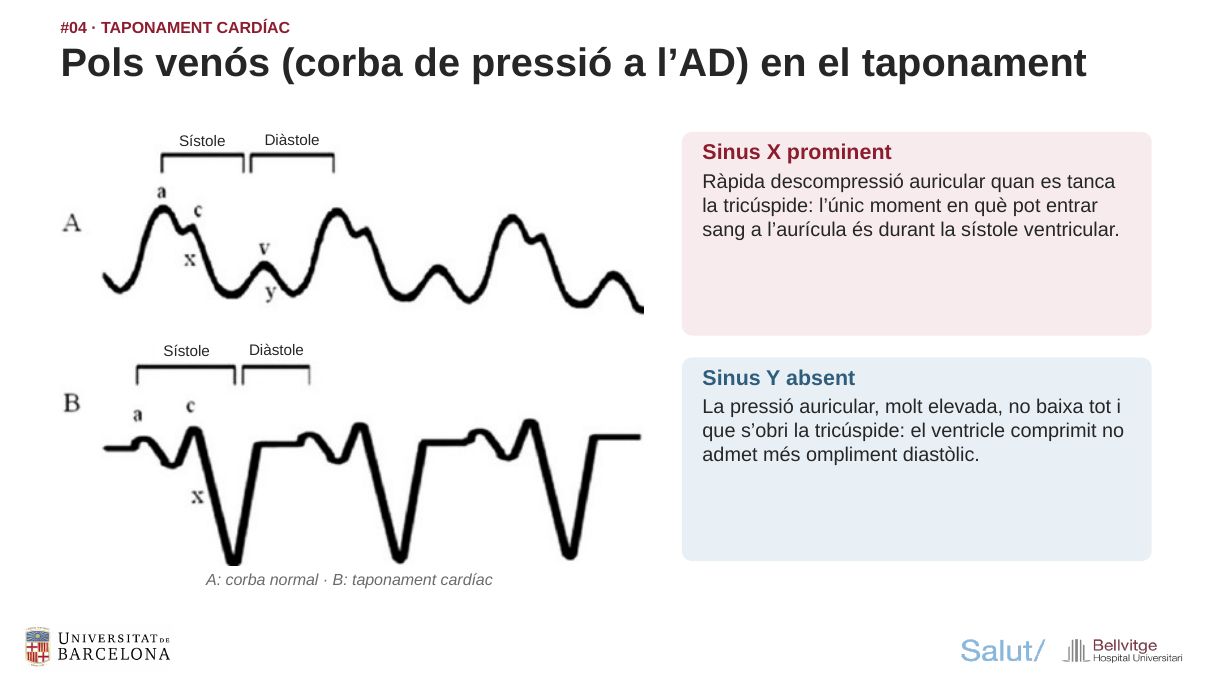 #04 · TAPONAMENT CARDÍAC
Pols venós (corba de pressió a l’AD) en el taponament
Sístole
Diàstole
a
c
A
x
v
y
Sístole
Diàstole
B
a
c
x
A: corba normal · B: taponament cardíac
Sinus X prominent
Ràpida descompressió auricular quan es tanca
la tricúspide: l’únic moment en què pot entrar
sang a l’aurícula és durant la sístole ventricular.
Sinus Y absent
La pressió auricular, molt elevada, no baixa tot i
que s’obri la tricúspide: el ventricle comprimit no
admet més ompliment diastòlic.
UNIVERSITAT DE
BARCELONA
Salut/
Bellvitge
Hospital Universitari